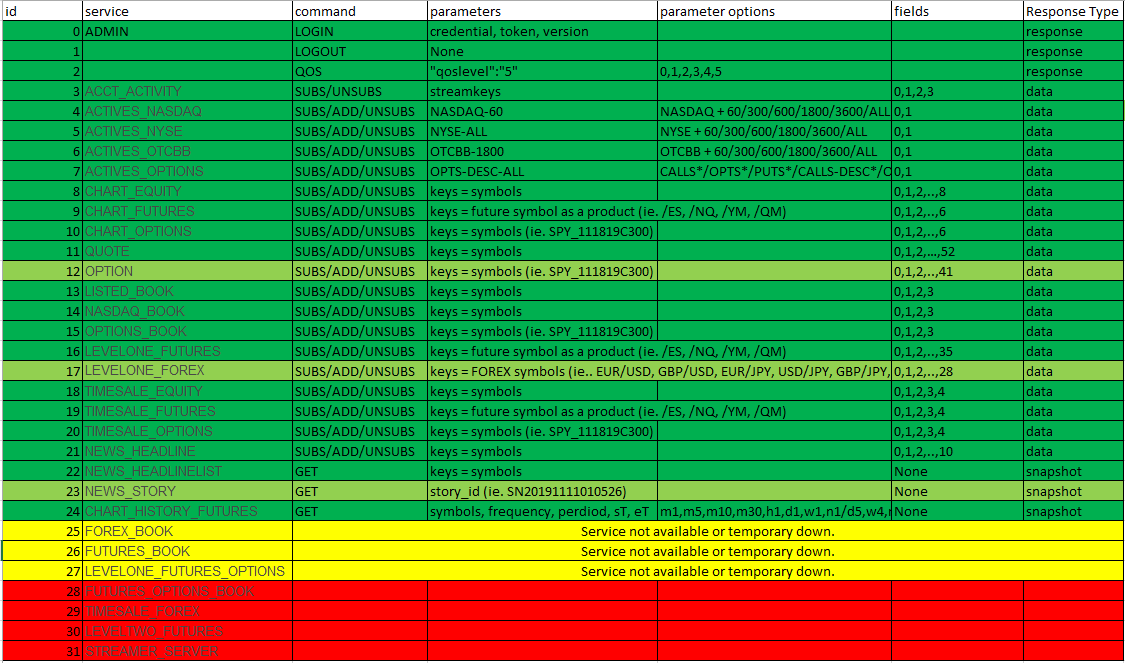 id service command parameters parameter options fields Response Type
0 ADMIN LOGIN credential, token, version response
1 LOGOUT None response
2 QOS "qoslevel":"5" 0,1,2,3,4,5 response
3 ACCT_ACTIVITY SUBS/UNSUBS streamkeys 0,1,2,3 data
4 ACTIVES_NASDAQ SUBS/ADD/UNSUBS NASDAQ-60 NASDAQ + 60/300/600/1800/3600/ALL 0,1 data
5 ACTIVES_NYSE SUBS/ADD/UNSUBS NYSE-ALL NYSE + 60/300/600/1800/3600/ALL 0,1 data
6 ACTIVES_OTCBB SUBS/ADD/UNSUBS OTCBB-1800 OTCBB + 60/300/600/1800/3600/ALL 0,1 data
7 ACTIVES_OPTIONS SUBS/ADD/UNSUBS OPTS-DESC-ALL CALLS*/OPTS*/PUTS*/CALLS-DESC*/O 0,1 data
8 CHART_EQUITY SUBS/ADD/UNSUBS keys = symbols 0,1,2,..,8 data
9 CHART_FUTURES SUBS/ADD/UNSUBS keys = future symbol as a product (ie. /ES, /NQ, /YM, /QM) 0,1,2,..,6 data
10 CHART_OPTIONS SUBS/ADD/UNSUBS keys = symbols (ie. SPY_111819C300) 0,1,2,..,6 data
11 QUOTE SUBS/ADD/UNSUBS keys = symbols 0,1,2,...,52 data
12 OPTION SUBS/ADD/UNSUBS keys = symbols (ie. SPY_111819C300) 0,1,2,..,41 data
13 LISTED_BOOK SUBS/ADD/UNSUBS keys = symbols 0,1,2,3 data
14 NASDAQ_BOOK SUBS/ADD/UNSUBS keys = symbols 0,1,2,3 data
15 OPTIONS_BOOK SUBS/ADD/UNSUBS keys = symbols (ie. SPY_111819C300) 0,1,2,3 data
16 LEVELONE_FUTURES SUBS/ADD/UNSUBS keys = future symbol as a product (ie. /ES, /NQ, /YM, /QM) 0,1,2,..,35 data
17 LEVELONE_FOREX SUBS/ADD/UNSUBS keys = FOREX symbols (ie.. EUR/USD, GBP/USD, EUR/JPY, USD/JPY, GBP/JPY, 0,1,2,..,28 data
18 TIMESALE_EQUITY SUBS/ADD/UNSUBS keys = symbols 0,1,2,3,4 data
19 TIMESALE_FUTURES SUBS/ADD/UNSUBS keys = future symbol as a product (ie. /ES, /NQ, /YM, /QM) 0,1,2,3,4 data
20 TIMESALE_OPTIONS SUBS/ADD/UNSUBS keys = symbols (ie. SPY_111819C300) 0,1,2,3,4 data
21 NEWS_HEADLINE SUBS/ADD/UNSUBS keys = symbols 0,1,2,..,10 data
22 NEWS_HEADLINELIST GET keys = symbols None snapshot
23 NEWS_STORY GET story_id (ie. SN20191111010526) None snapshot
24 CHART_HISTORY_FUTURES GET symbols, frequency, perdiod, sT, eT m1,m5,m10,m30,h1,d1,w1,n1/d5,w4,n None snapshot
25 FOREX_BOOK Service not available or temporary down.
26 FUTURES_BOOK Service not available or temporary down.
27 LEVELONE_FUTURES_OPTIONS Service not available or temporary down.
28 FUTURES_OPTIONS_BOOK
29 TIMESALE_FOREX
30 LEVELTWO_FUTURES
31 STREAMER_SERVER